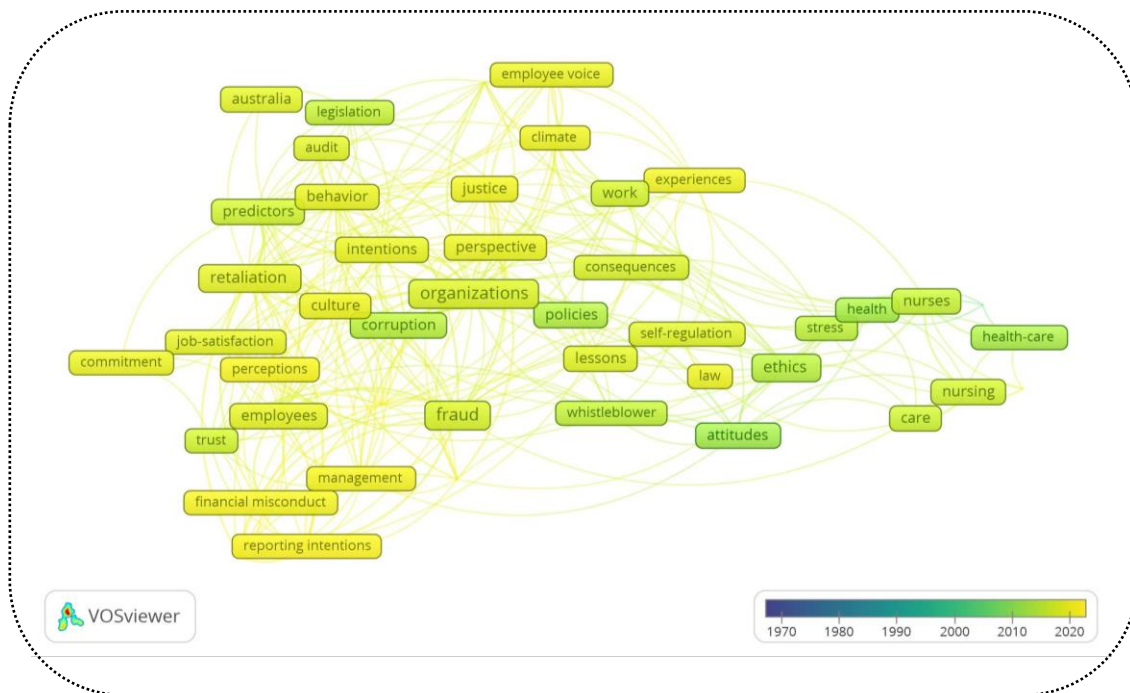 employee voice
australia
legislation
climate
audit
experiences
justice
work
behavior
predictors
intentions
perspective
consequences
retaliation
organizations
nurses
culture
health
policies
corruption
stress
self-regulation
health-care
job-satisfaction
lessons
commitment
perceptions
ethics
law
nursing
employees
fraud
whistleblower
care
trust
attitudes
management
financial misconduct
reporting intentions
VOSviewer
1970 1980 1990 2000 2010 2020